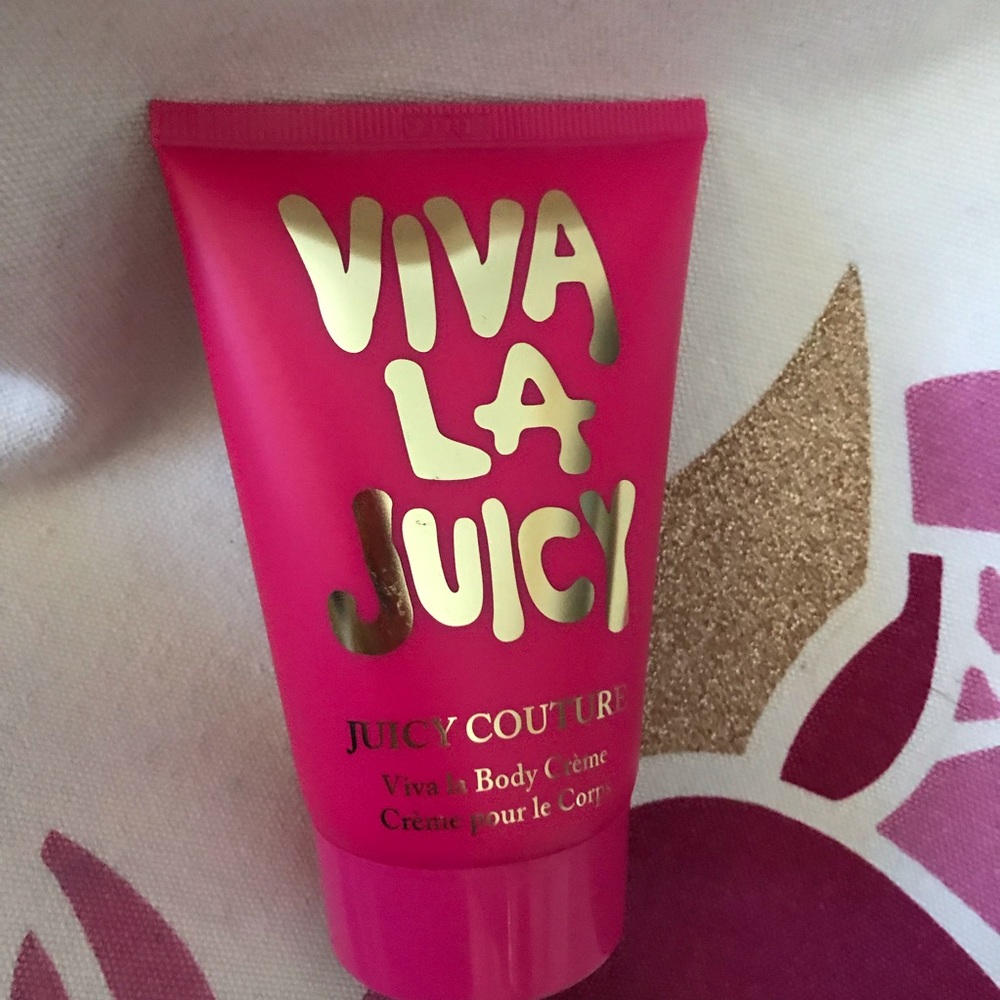 ViVA
LA
JUICY
JUICY COUTURE
Viva la Body Crème
Crème pour le Corps